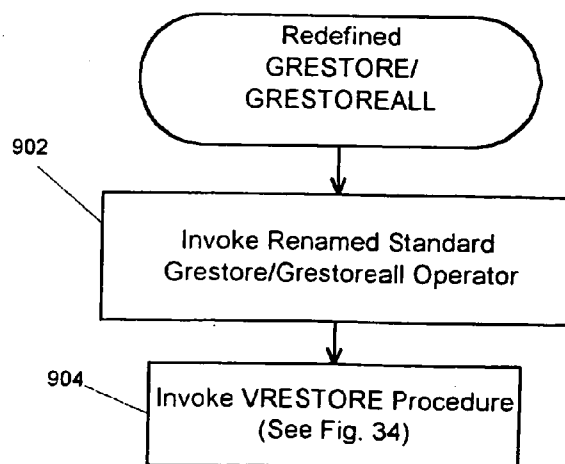 Redefined
GRESTORE/
GRESTOREALL
902
Invoke Renamed Standard
Grestore/Grestoreall Operator
904
Invoke VRESTORE Procedure
(See Fig. 34)